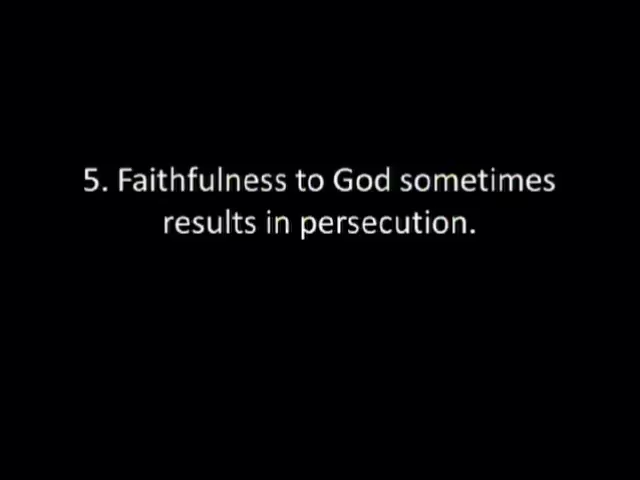 5. Faithfulness to God sometimes
results in persecution.